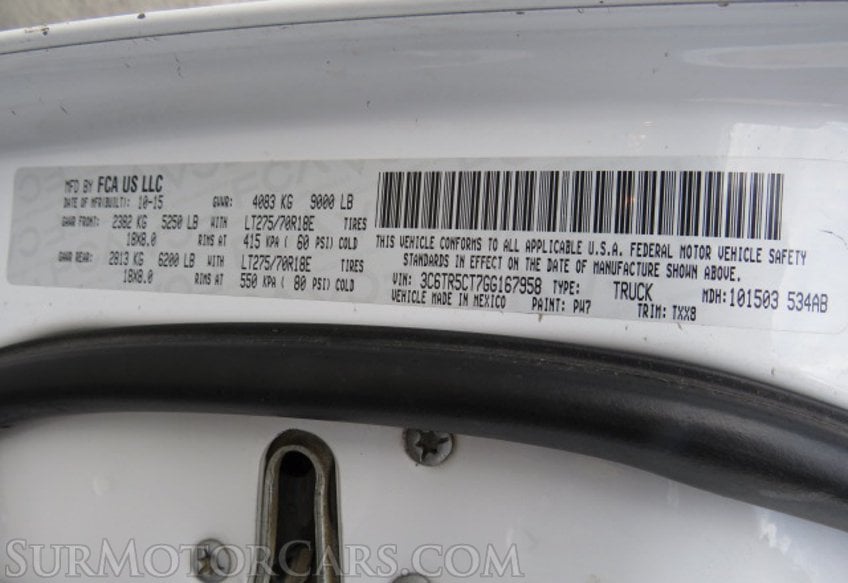 MFD BY FCA US LLC
DATE OF MFR(BUILT): 10-15 GVWR: 4083 KG 9000 LB
GAWR FRONT: 2382 KG 5250 LB WITH LT275/70R18E TIRES
18X8.0 RIMS AT 415 KPA ( 60 PSI) COLD
GAWR REAR: 2813 KG 6200 LB WITH LT275/70R18E TIRES
18X8.0 RIMS AT 550 KPA ( 80 PSI) COLD
THIS VEHICLE CONFORMS TO ALL APPLICABLE U.S.A. FEDERAL MOTOR VEHICLE SAFETY
STANDARDS IN EFFECT ON THE DATE OF MANUFACTURE SHOWN ABOVE.
VIN: 3C6TR5CT7GG167958 TYPE: TRUCK MDH:101503 534AB
VEHICLE MADE IN MEXICO PAINT: PW7 TRIM: TXX8
SurMotorCars.com